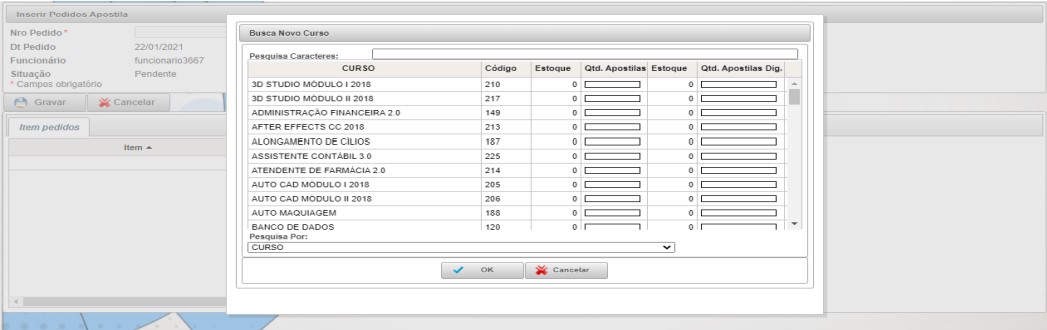 Inserir Pedidos Apostila
Nro Pedido *
Dt Pedido 22/01/2021
Funcionário funcionario3667
Situação Pendente
* Campos obrigatório
Gravar Cancelar
Item pedidos
Item
Busca Novo Curso
Pesquisa Caracteres:
CURSO Código Estoque Qtd. Apostilas Estoque Qtd. Apostilas Dig.
3D STUDIO MÓDULO I 2018 210 0 0
3D STUDIO MÓDULO II 2018 217 0 0
ADMINISTRAÇÃO FINANCEIRA 2.0 149 0 0
AFTER EFFECTS CC 2018 213 0 0
ALONGAMENTO DE CÍLIOS 187 0 0
ASSISTENTE CONTÁBIL 3.0 225 0 0
ATENDENTE DE FARMÁCIA 2.0 214 0 0
AUTO CAD MÓDULO I 2018 205 0 0
AUTO CAD MÓDULO II 2018 206 0 0
AUTO MAQUIAGEM 188 0 0
BANCO DE DADOS 120 0 0
Pesquisa Por:
CURSO
OK Cancelar